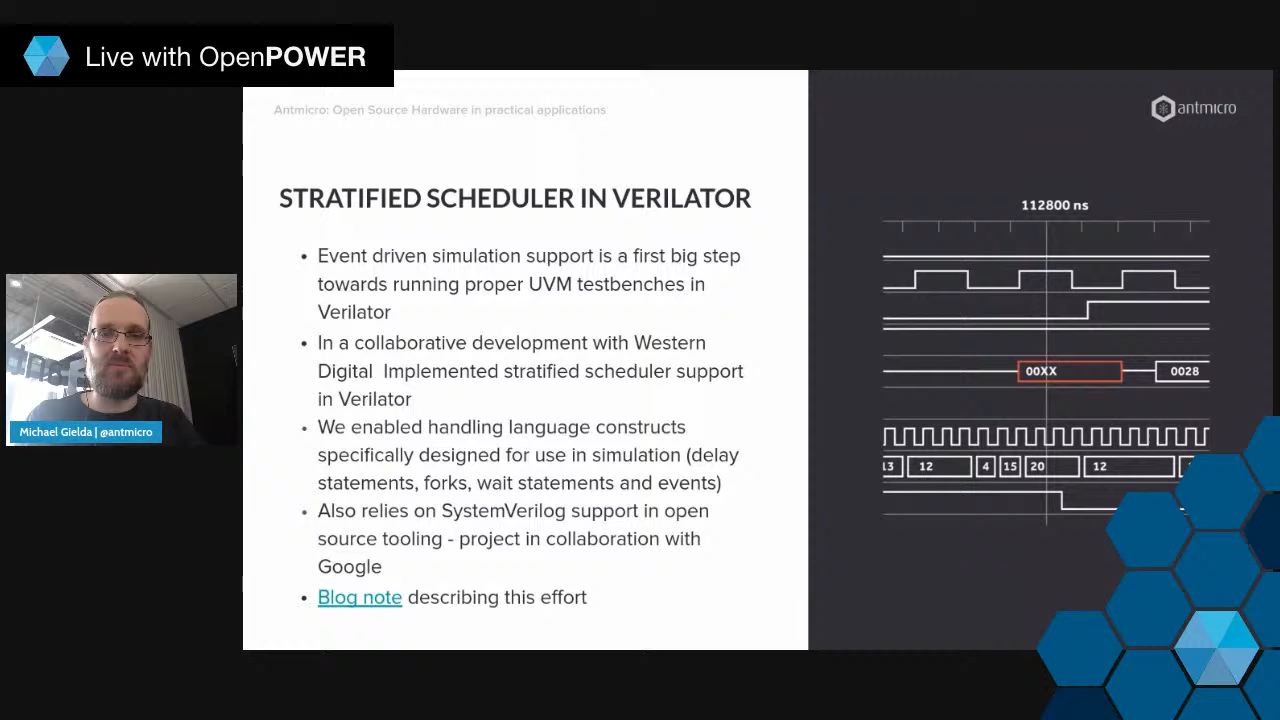 Live with OpenPOWER
Antmicro: Open Source Hardware in practical applications
antmicro
STRATIFIED SCHEDULER IN VERILATOR
• Event driven simulation support is a first big step
towards running proper UVM testbenches in
Verilator
• In a collaborative development with Western
Digital Implemented stratified scheduler support
in Verilator
• We enabled handling language constructs
specifically designed for use in simulation (delay
statements, forks, wait statements and events)
• Also relies on SystemVerilog support in open
source tooling - project in collaboration with
Google
• Blog note describing this effort
112800 ns
00XX 0028
13 12 4 15 20 12
Michael Gielda | @antmicro